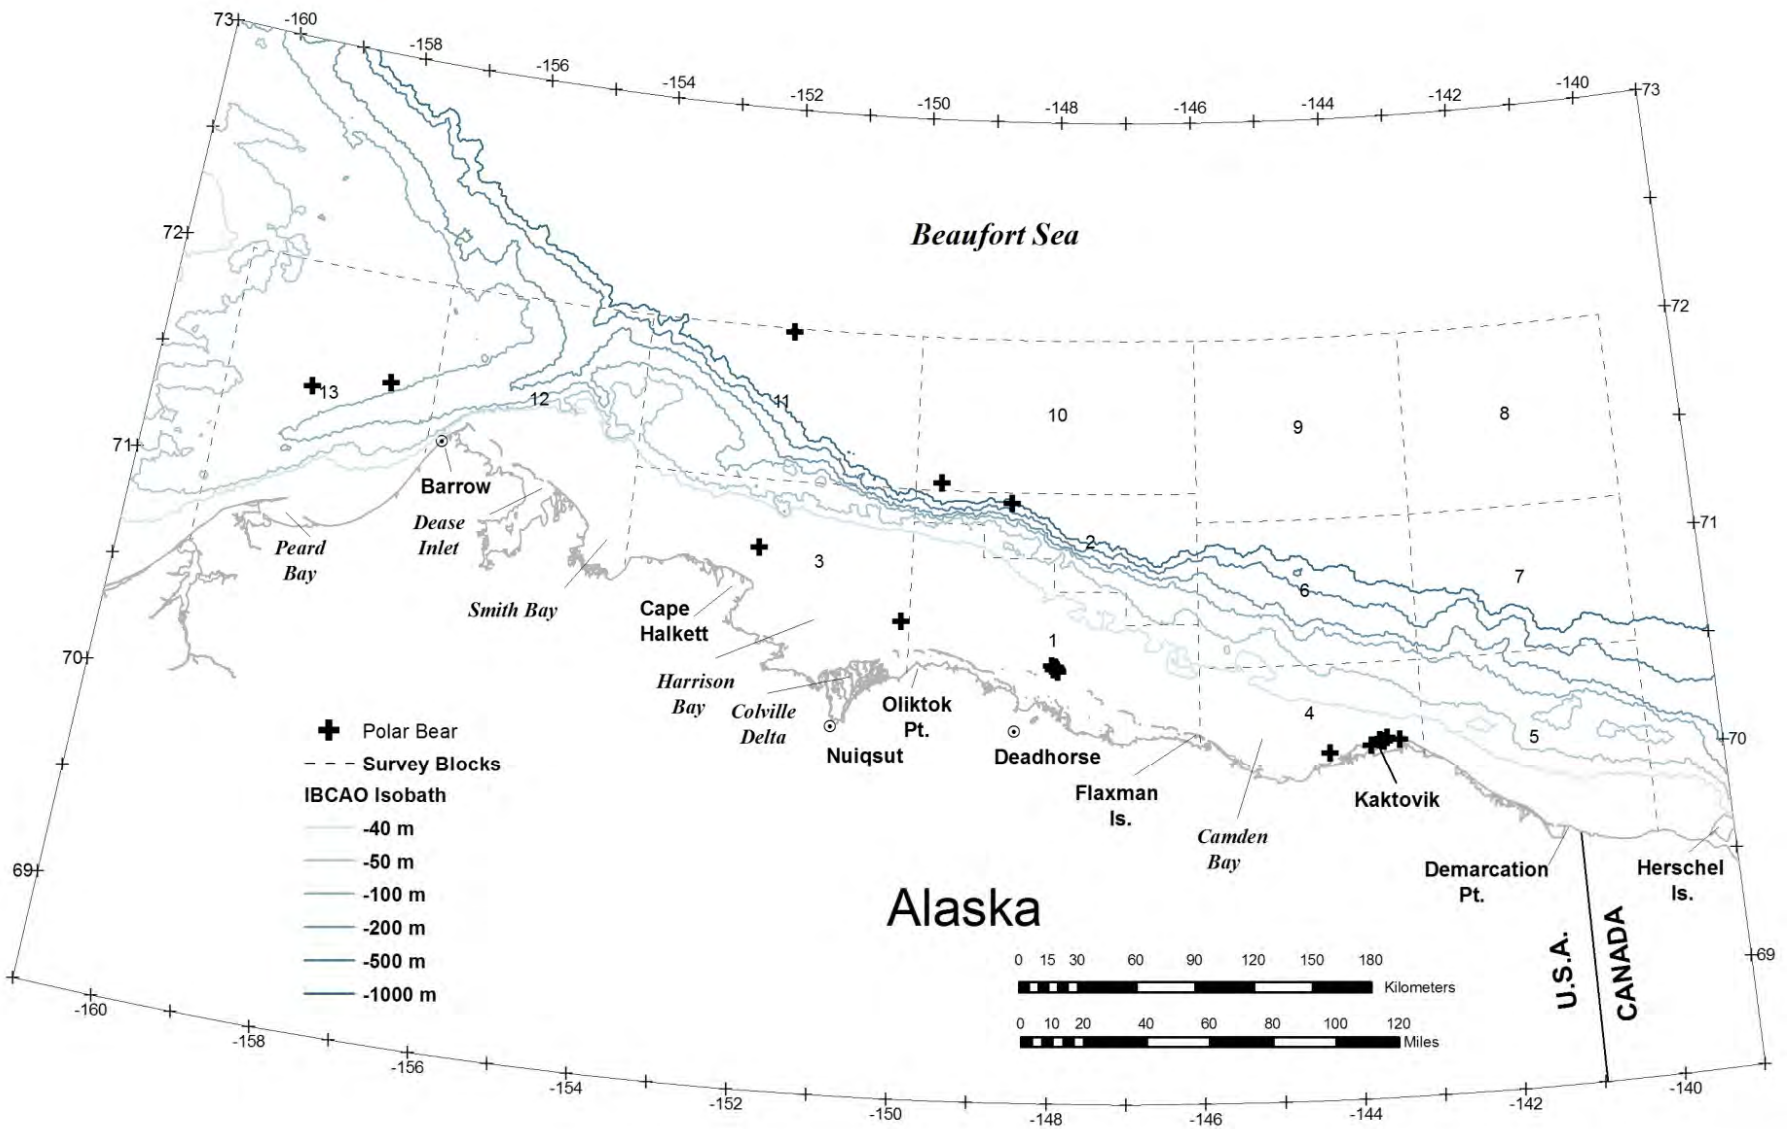 73
-160
-158
-156
-154
-152
-150
-148
-146
-144
-142
-140
73
72
Beaufort Sea
72
13
12
11
10
9
8
71
Barrow
Dease
Inlet
Peard
Bay
71
Smith Bay
Cape
Halkett
3
2
6
7
70
1
Harrison
Bay
Colville
Delta
Oliktok
Pt.
4
5
70
Nuiqsut
Deadhorse
Flaxman
Is.
Kaktovik
Camden
Bay
Demarcation
Pt.
Herschel
Is.
Polar Bear
Survey Blocks
IBCAO Isobath
-40 m
-50 m
-100 m
-200 m
-500 m
-1000 m
69
Alaska
0 15 30 60 90 120 150 180
Kilometers
0 10 20 40 60 80 100 120
Miles
U.S.A.
CANADA
69
-160
-158
-156
-154
-152
-150
-148
-146
-144
-142
-140